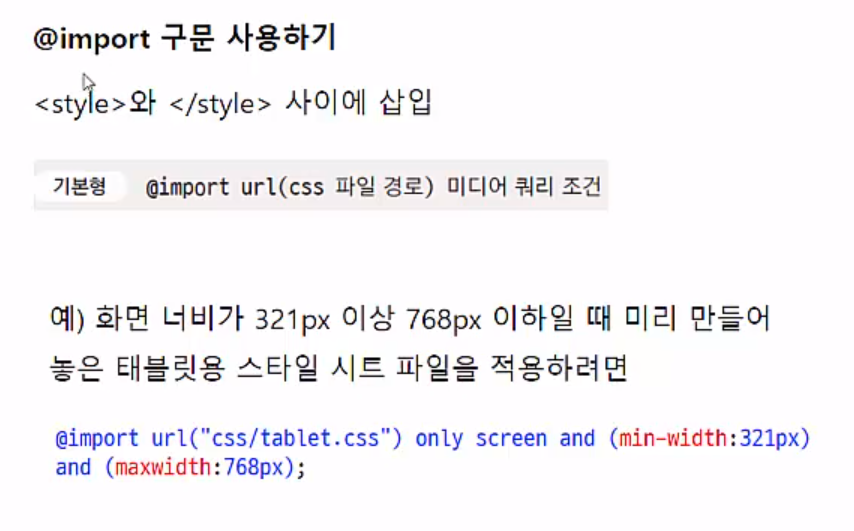 @import 구문 사용하기
<style>와 </style> 사이에 삽입
기본형 @import url(css 파일 경로) 미디어 쿼리 조건
예) 화면 너비가 321px 이상 768px 이하일 때 미리 만들어
놓은 태블릿용 스타일 시트 파일을 적용하려면
@import url("css/tablet.css") only screen and (min-width:321px)
and (maxwidth:768px);